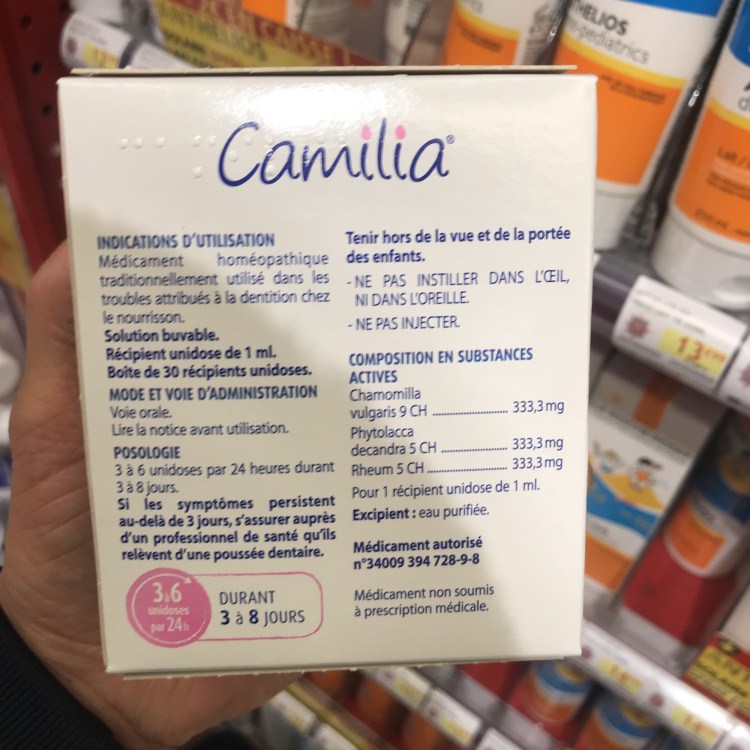 HELIOS
pediatrics
ANTHELIOS
Camilia®
INDICATIONS D'UTILISATION
Médicament homéopathique
traditionnellement utilisé dans les
troubles attribués à la dentition chez
le nourrisson.
Solution buvable.
Récipient unidose de 1 ml.
Boîte de 30 récipients unidoses.
MODE ET VOIE D'ADMINISTRATION
Voie orale.
Lire la notice avant utilisation.
POSOLOGIE
3 à 6 unidoses par 24 heures durant
3 à 8 jours.
Si les symptômes persistent
au-delà de 3 jours, s'assurer auprès
d'un professionnel de santé qu'ils
relèvent d'une poussée dentaire.
3à6
unidoses
par 24h
DURANT
3 à 8 JOURS
Tenir hors de la vue et de la portée
des enfants.
- NE PAS INSTILLER DANS L'ŒIL,
NI DANS L'OREILLE.
- NE PAS INJECTER.
COMPOSITION EN SUBSTANCES
ACTIVES
Chamomilla
vulgaris 9 CH ................ 333,3 mg
Phytolacca
decandra 5 CH ................ 333,3 mg
Rheum 5 CH ................ 333,3 mg
Pour 1 récipient unidose de 1 ml.
Excipient : eau purifiée.
Médicament autorisé
n°34009 394 728-9-8
Médicament non soumis
à prescription médicale.
13